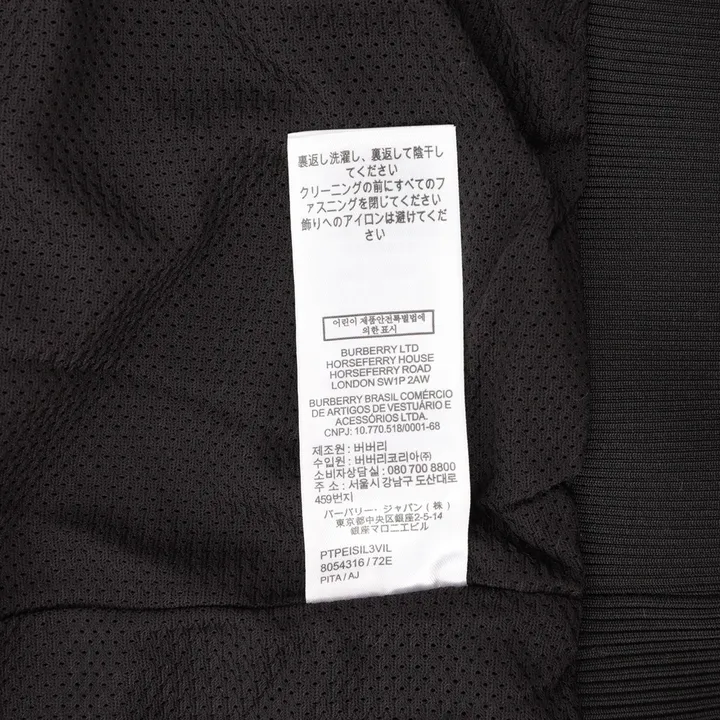 裏返し洗濯し、裏返して陰干し
てください
クリーニングの前にすべてのフ
ァスニングを閉じてください
飾りへのアイロンは避けてくだ
さい
어린이 제품안전특별법에
의한 표시
BURBERRY LTD
HORSEFERRY HOUSE
HORSEFERRY ROAD
LONDON SW1P 2AW
BURBERRY BRASIL COMÉRCIO
DE ARTIGOS DE VESTUÁRIO E
ACESSÓRIOS LTDA.
CNPJ: 10.770.518/0001-68
제조원 : 버버리
수입원 : 버버리코리아㈜
소비자상담실 : 080 700 8800
주 소 : 서울시 강남구 도산대로
459번지
バーバリー・ジャパン (株)
東京都中央区銀座2-5-14
銀座マロニエビル
PTPEISIL3VIL
8054316 / 72E
PITA / AJ